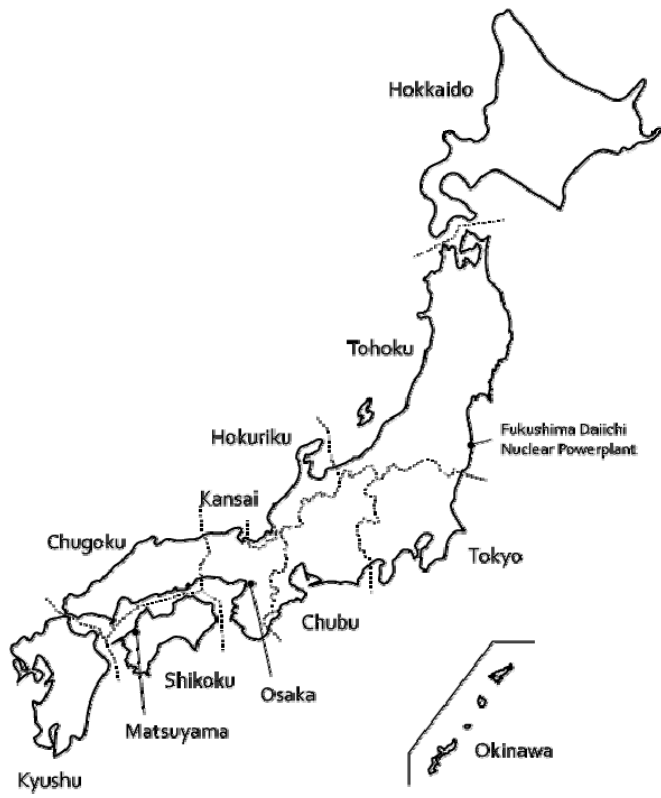 Hokkaido
Tohoku
Hokuriku
Fukushima Daiichi
Nuclear Powerplant
Kansai
Chugoku
Tokyo
Chubu
Shikoku
Osaka
Matsuyama
Okinawa
Kyushu